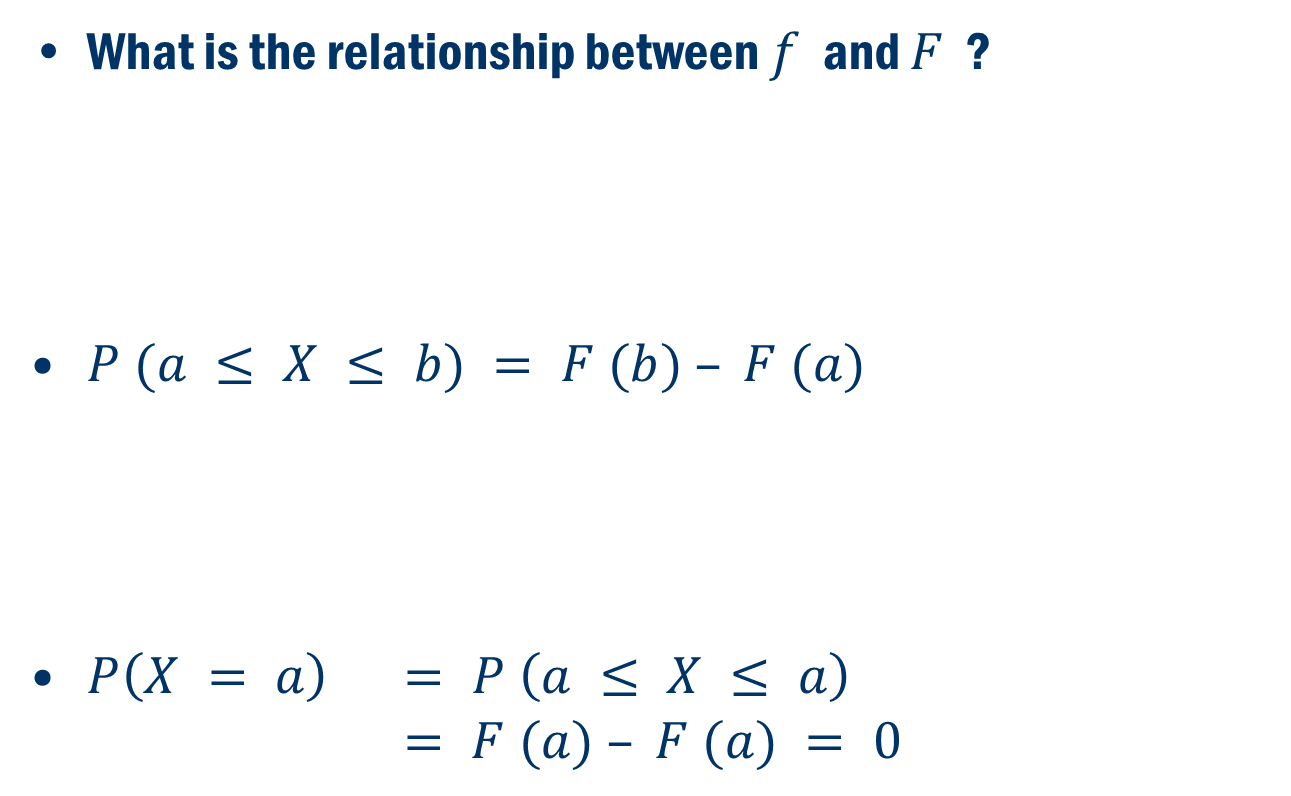 • What is the relationship between f and F ?
• P (a ≤ X ≤ b) = F (b) – F (a)
• P(X = a) = P (a ≤ X ≤ a)
= F (a) – F (a) = 0